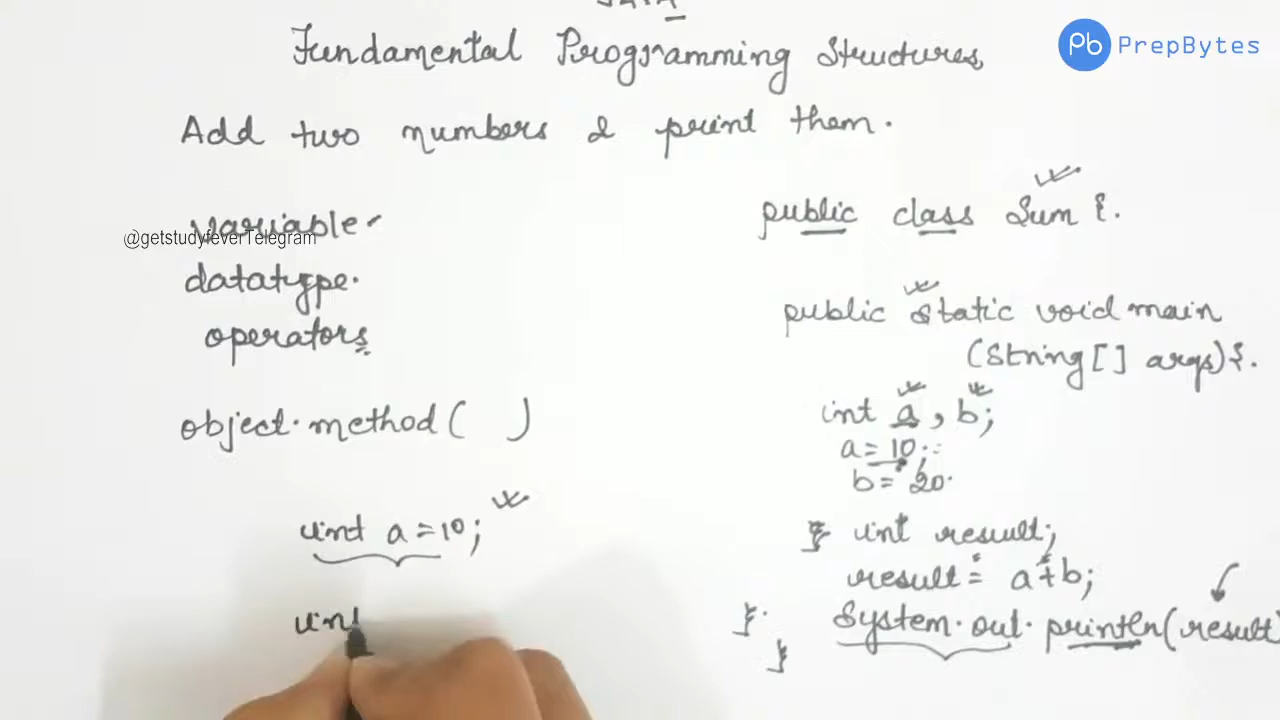 Fundamental Programming Structures
PrepBytes
Add two numbers & print them.
variable
@getstudyfeverTelegram
datatype.
operators
object.method( )
int a=10;
int
public class Sum {.
public static void main
(String[] args){.
int a, b;
a=10;
b= 20.
} int result;
result = a+b;
} System.out.println(result)
}